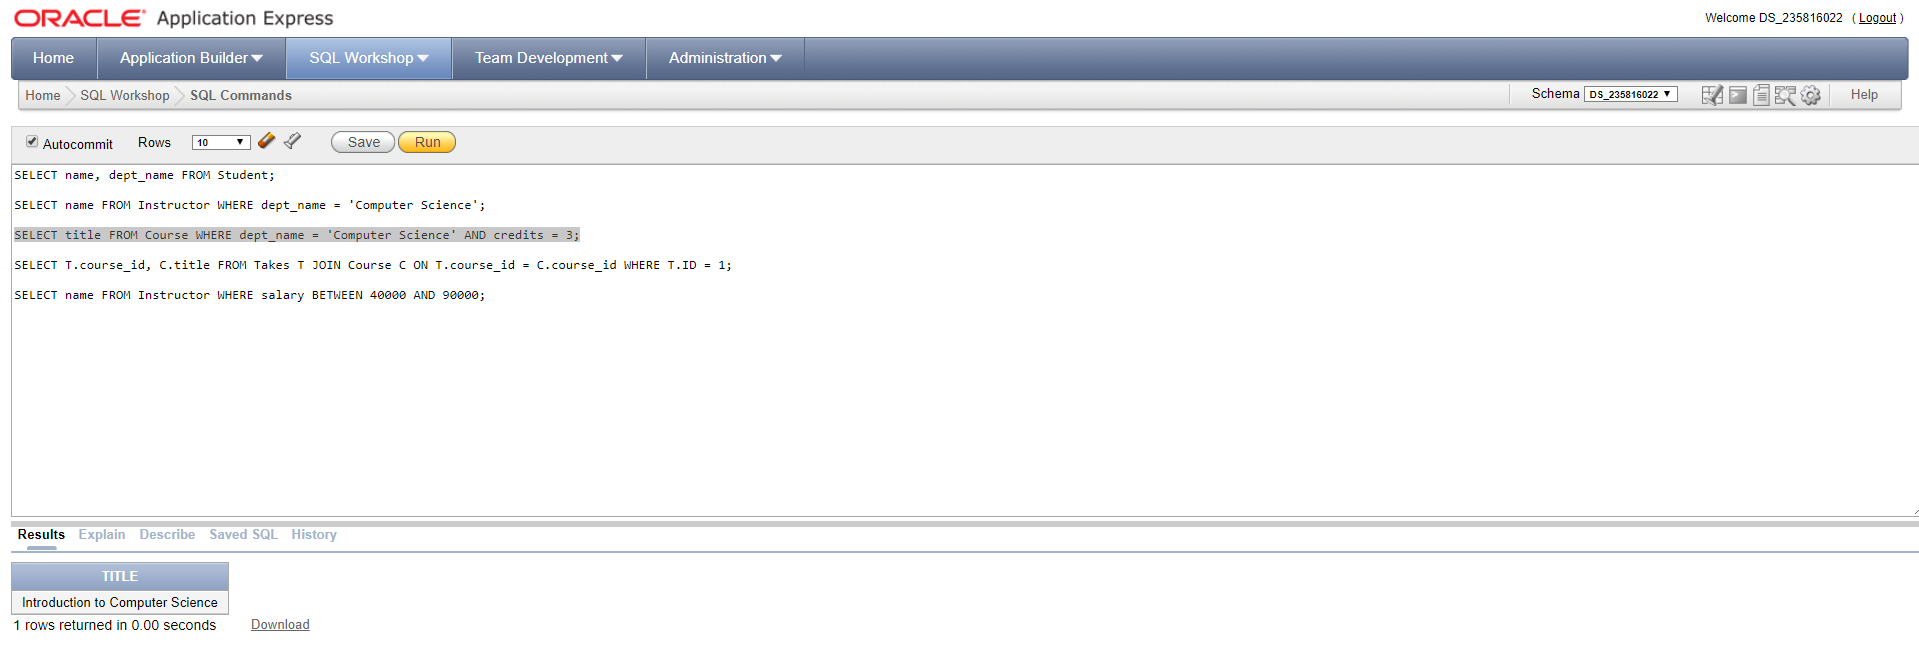 ORACLE® Application Express
Welcome DS_235816022 ( Logout )
Home Application Builder SQL Workshop Team Development Administration
Home SQL Workshop SQL Commands Schema DS_235816022 Help
Autocommit Rows 10 Save Run
SELECT name, dept_name FROM Student;
SELECT name FROM Instructor WHERE dept_name = 'Computer Science';
SELECT title FROM Course WHERE dept_name = 'Computer Science' AND credits = 3;
SELECT T.course_id, C.title FROM Takes T JOIN Course C ON T.course_id = C.course_id WHERE T.ID = 1;
SELECT name FROM Instructor WHERE salary BETWEEN 40000 AND 90000;
Results Explain Describe Saved SQL History
TITLE
Introduction to Computer Science
1 rows returned in 0.00 seconds Download